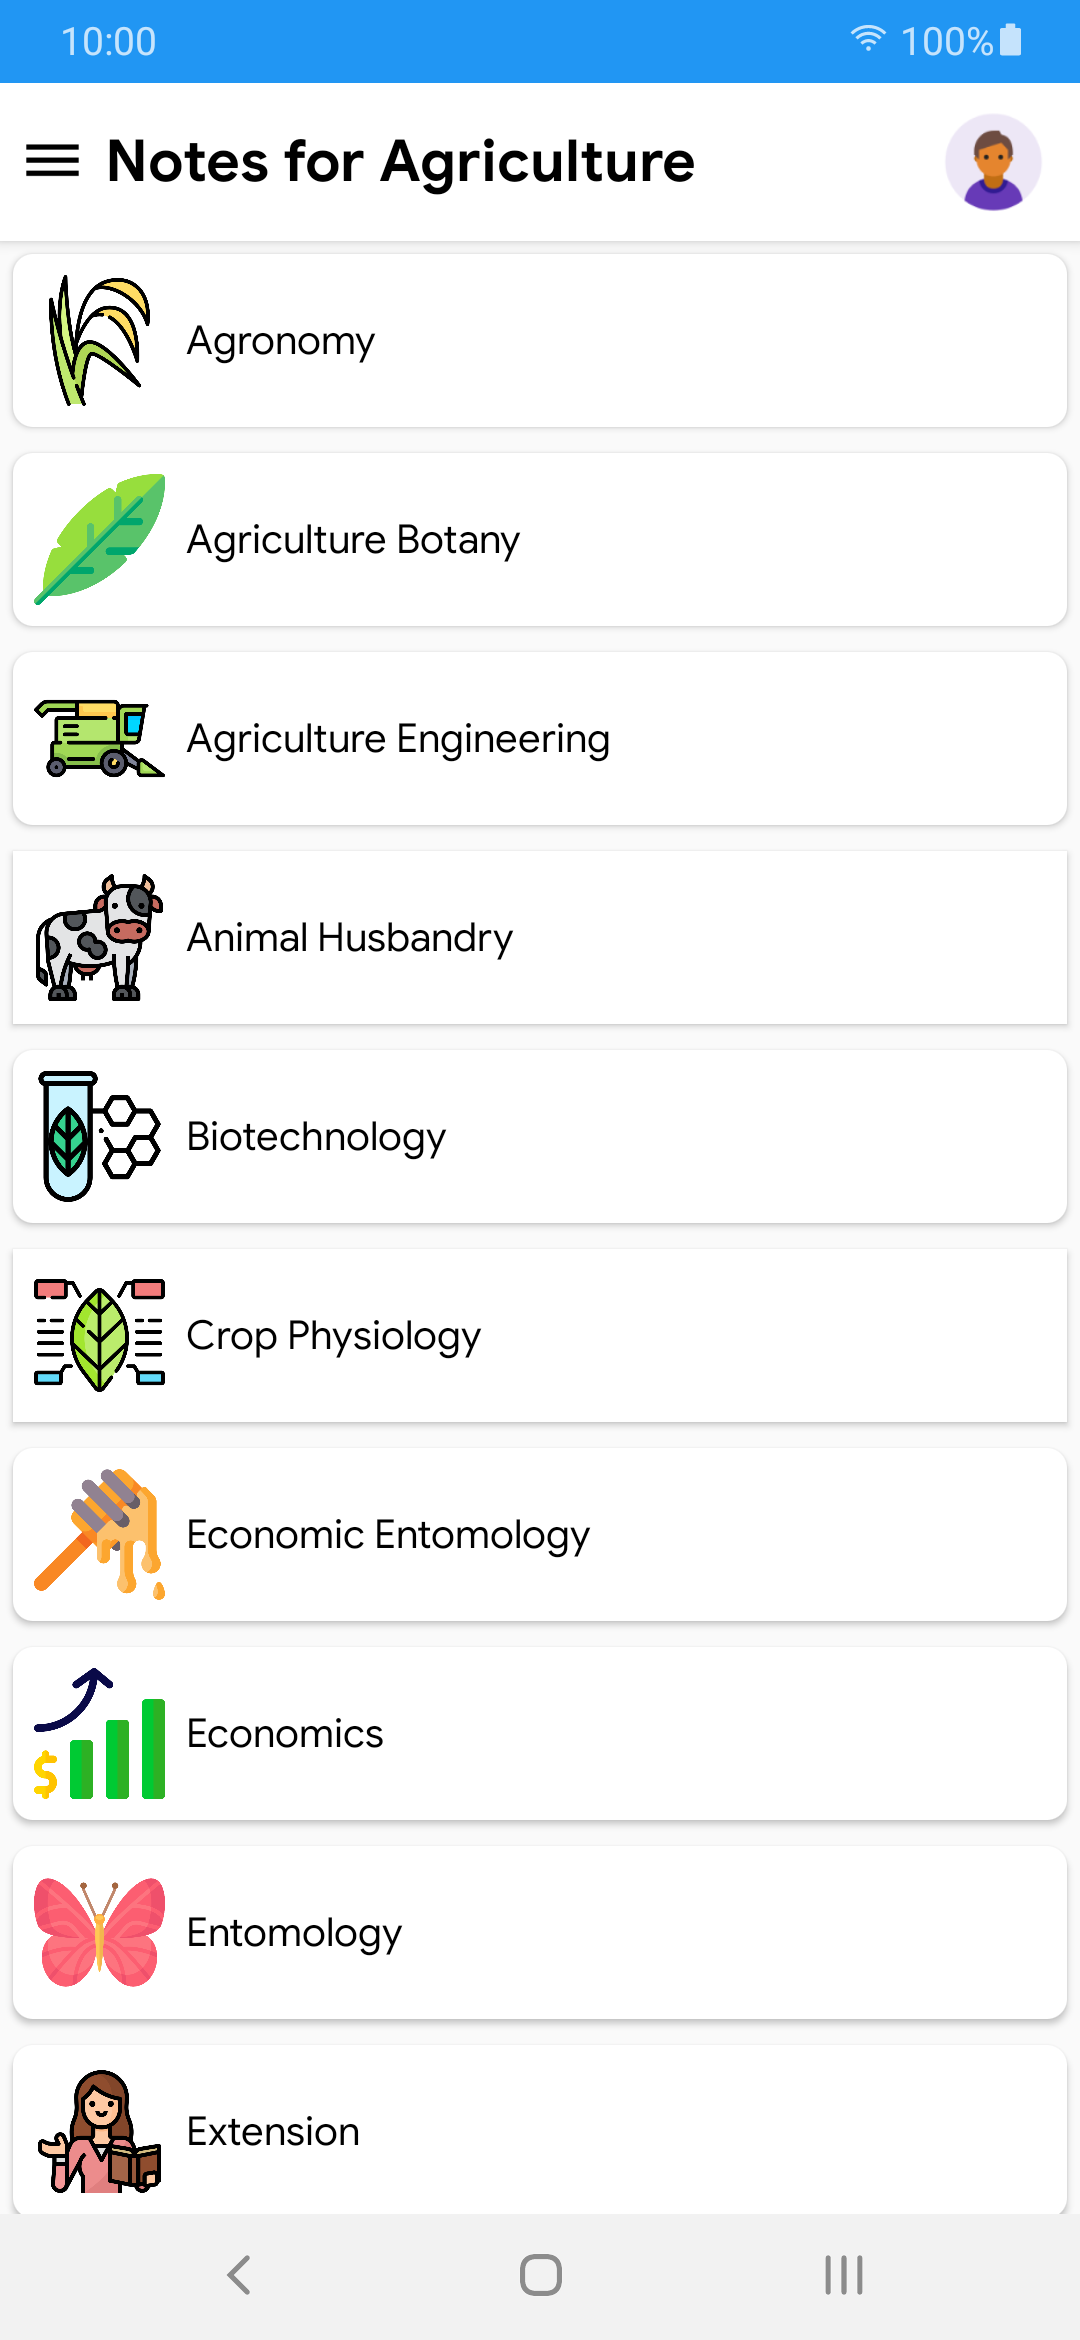 10:00
100%
Notes for Agriculture
Agronomy
Agriculture Botany
Agriculture Engineering
Animal Husbandry
Biotechnology
Crop Physiology
Economic Entomology
Economics
$
Entomology
Extension